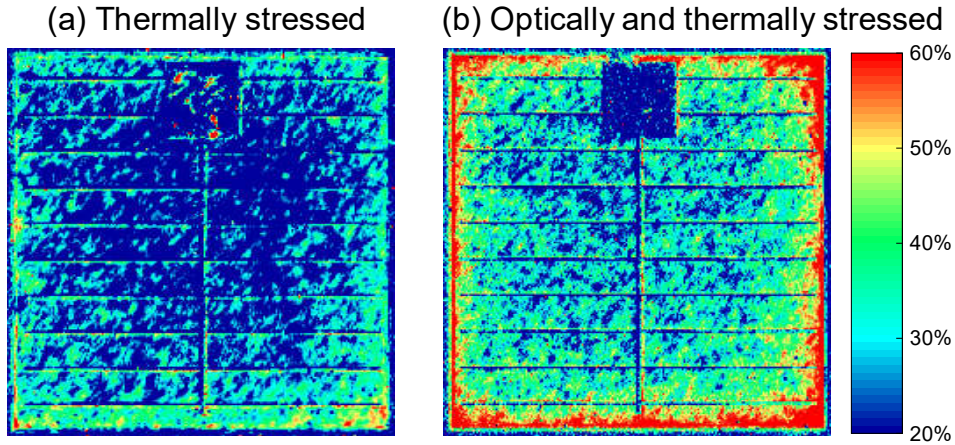 (a) Thermally stressed
(b) Optically and thermally stressed
60%
50%
40%
30%
20%